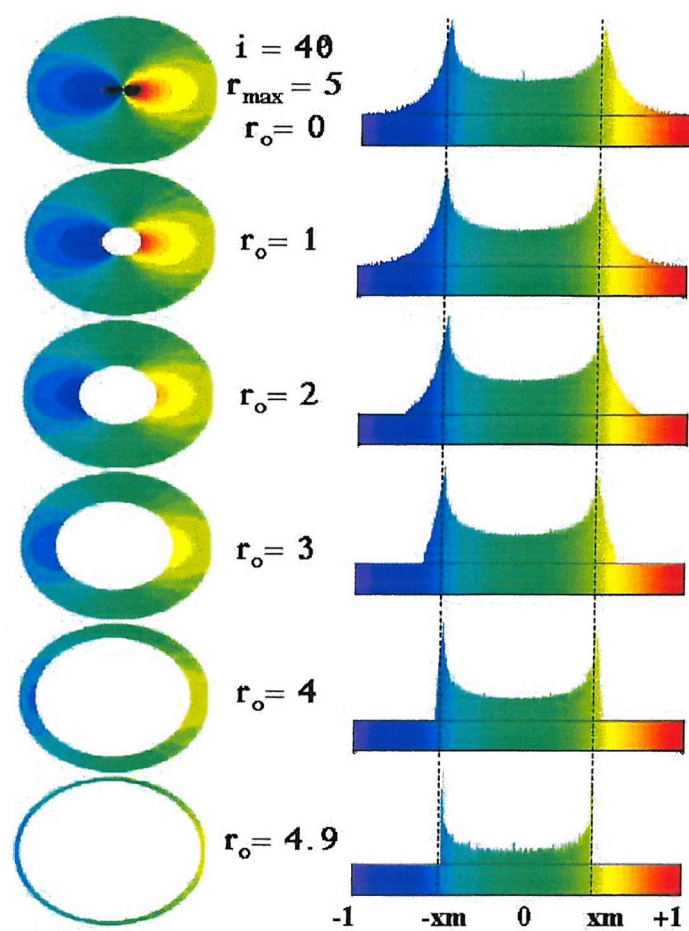 i = 40
r_max = 5
r_o = 0
r_o= 1
r_o= 2
r_o= 3
r_o= 4
r_o= 4.9
-1 -xm 0 xm +1